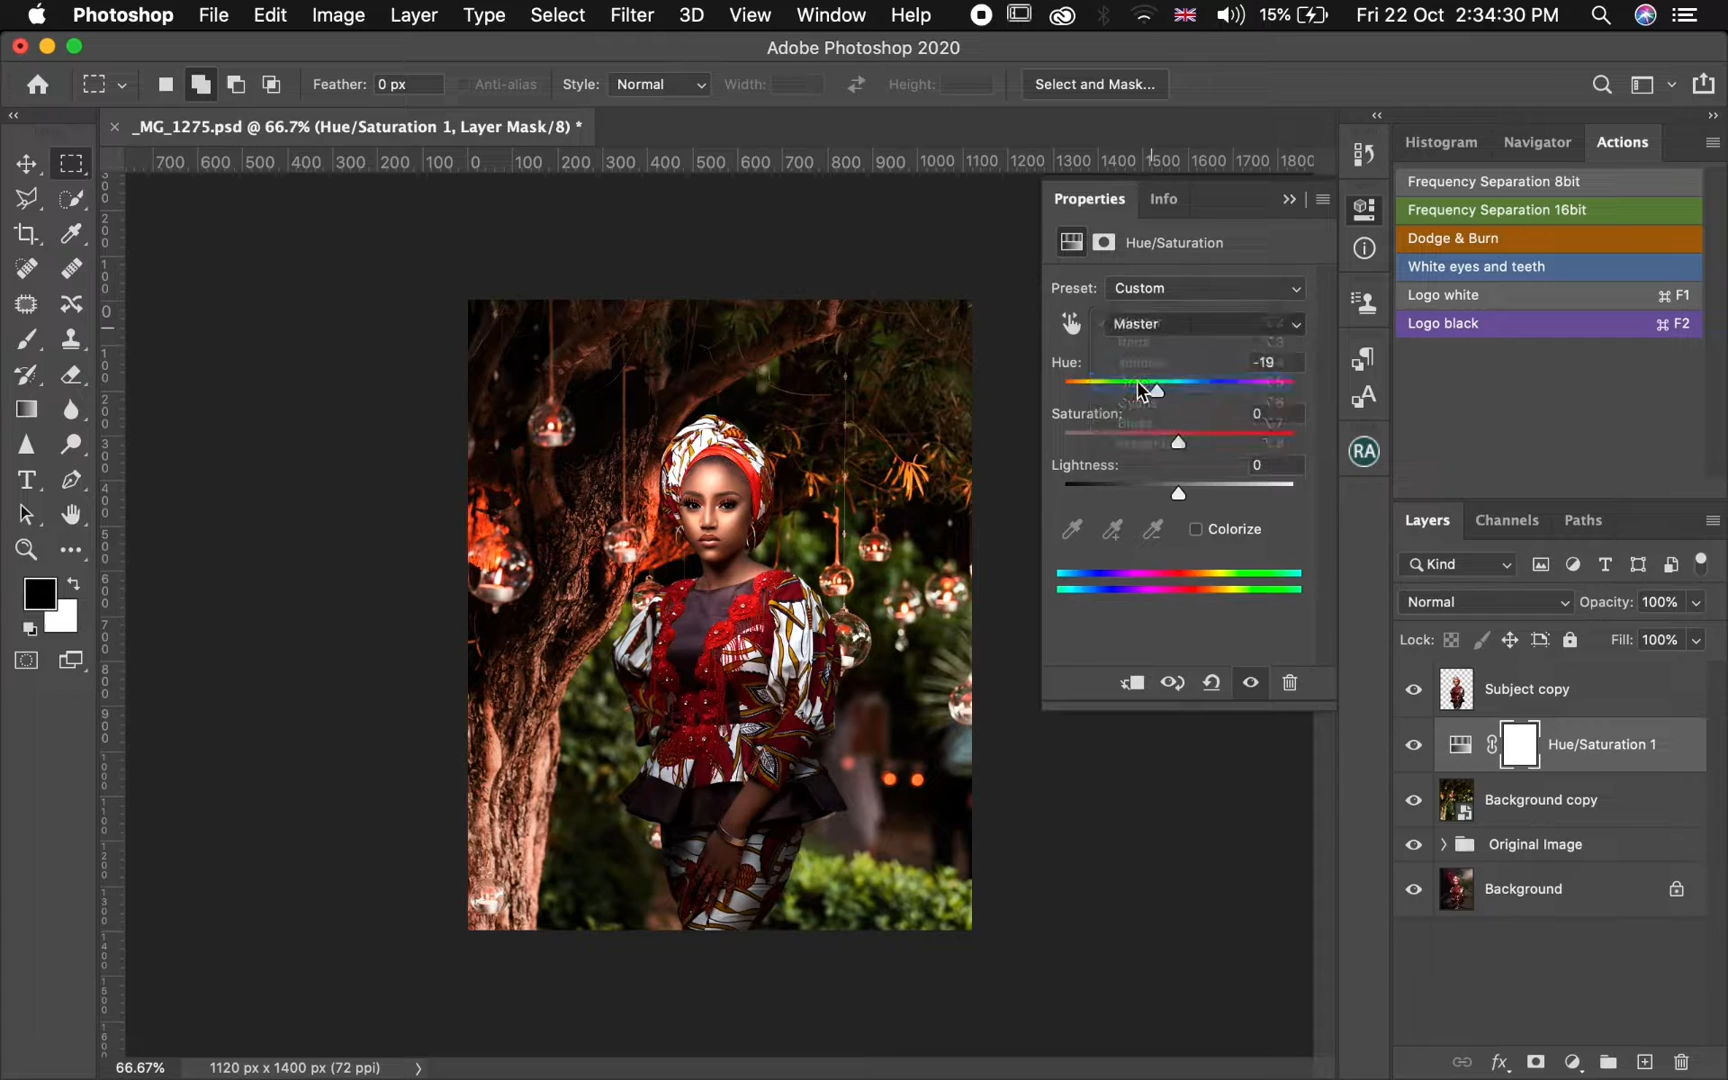 Photoshop File Edit Image Layer Type Select Filter 3D View Window Help 15% Fri 22 Oct 2:34:30 PM
Adobe Photoshop 2020
Feather: 0 px Anti-alias Style: Normal Width: Height: Select and Mask...
_MG_1275.psd @ 66.7% (Hue/Saturation 1, Layer Mask/8) *
700 600 500 400 300 200 100 0 100 200 300 400 500 600 700 800 900 1000 1100 1200 1300 1400 1500 1600 1700 1800
Histogram Navigator Actions
Frequency Separation 8bit
Frequency Separation 16bit
Dodge & Burn
White eyes and teeth
Logo white ⌘ F1
Logo black ⌘ F2
Properties Info
Hue/Saturation
Preset: Custom
Master
Hue: -19
Saturation: 0
Lightness: 0
Colorize
RA
Layers Channels Paths
Kind
Normal Opacity: 100%
Lock: Fill: 100%
Subject copy
Hue/Saturation 1
Background copy
Original Image
Background
66.67% 1120 px x 1400 px (72 ppi)